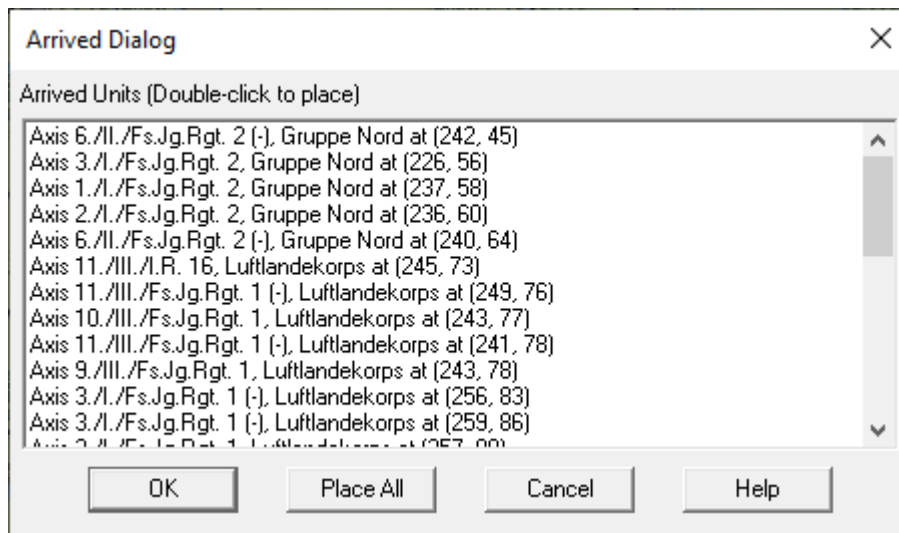 Arrived Dialog
Arrived Units (Double-click to place)
Axis 6./II./Fs.Jg.Rgt. 2 (-), Gruppe Nord at (242, 45)
Axis 3./I./Fs.Jg.Rgt. 2, Gruppe Nord at (226, 56)
Axis 1./I./Fs.Jg.Rgt. 2, Gruppe Nord at (237, 58)
Axis 2./I./Fs.Jg.Rgt. 2, Gruppe Nord at (236, 60)
Axis 6./II./Fs.Jg.Rgt. 2 (-), Gruppe Nord at (240, 64)
Axis 11./III./I.R. 16, Luftlandekorps at (245, 73)
Axis 11./III./Fs.Jg.Rgt. 1 (-), Luftlandekorps at (249, 76)
Axis 10./III./Fs.Jg.Rgt. 1, Luftlandekorps at (243, 77)
Axis 11./III./Fs.Jg.Rgt. 1 (-), Luftlandekorps at (241, 78)
Axis 9./III./Fs.Jg.Rgt. 1, Luftlandekorps at (243, 78)
Axis 3./I./Fs.Jg.Rgt. 1 (-), Luftlandekorps at (256, 83)
Axis 3./I./Fs.Jg.Rgt. 1 (-), Luftlandekorps at (259, 86)
OK Place All Cancel Help